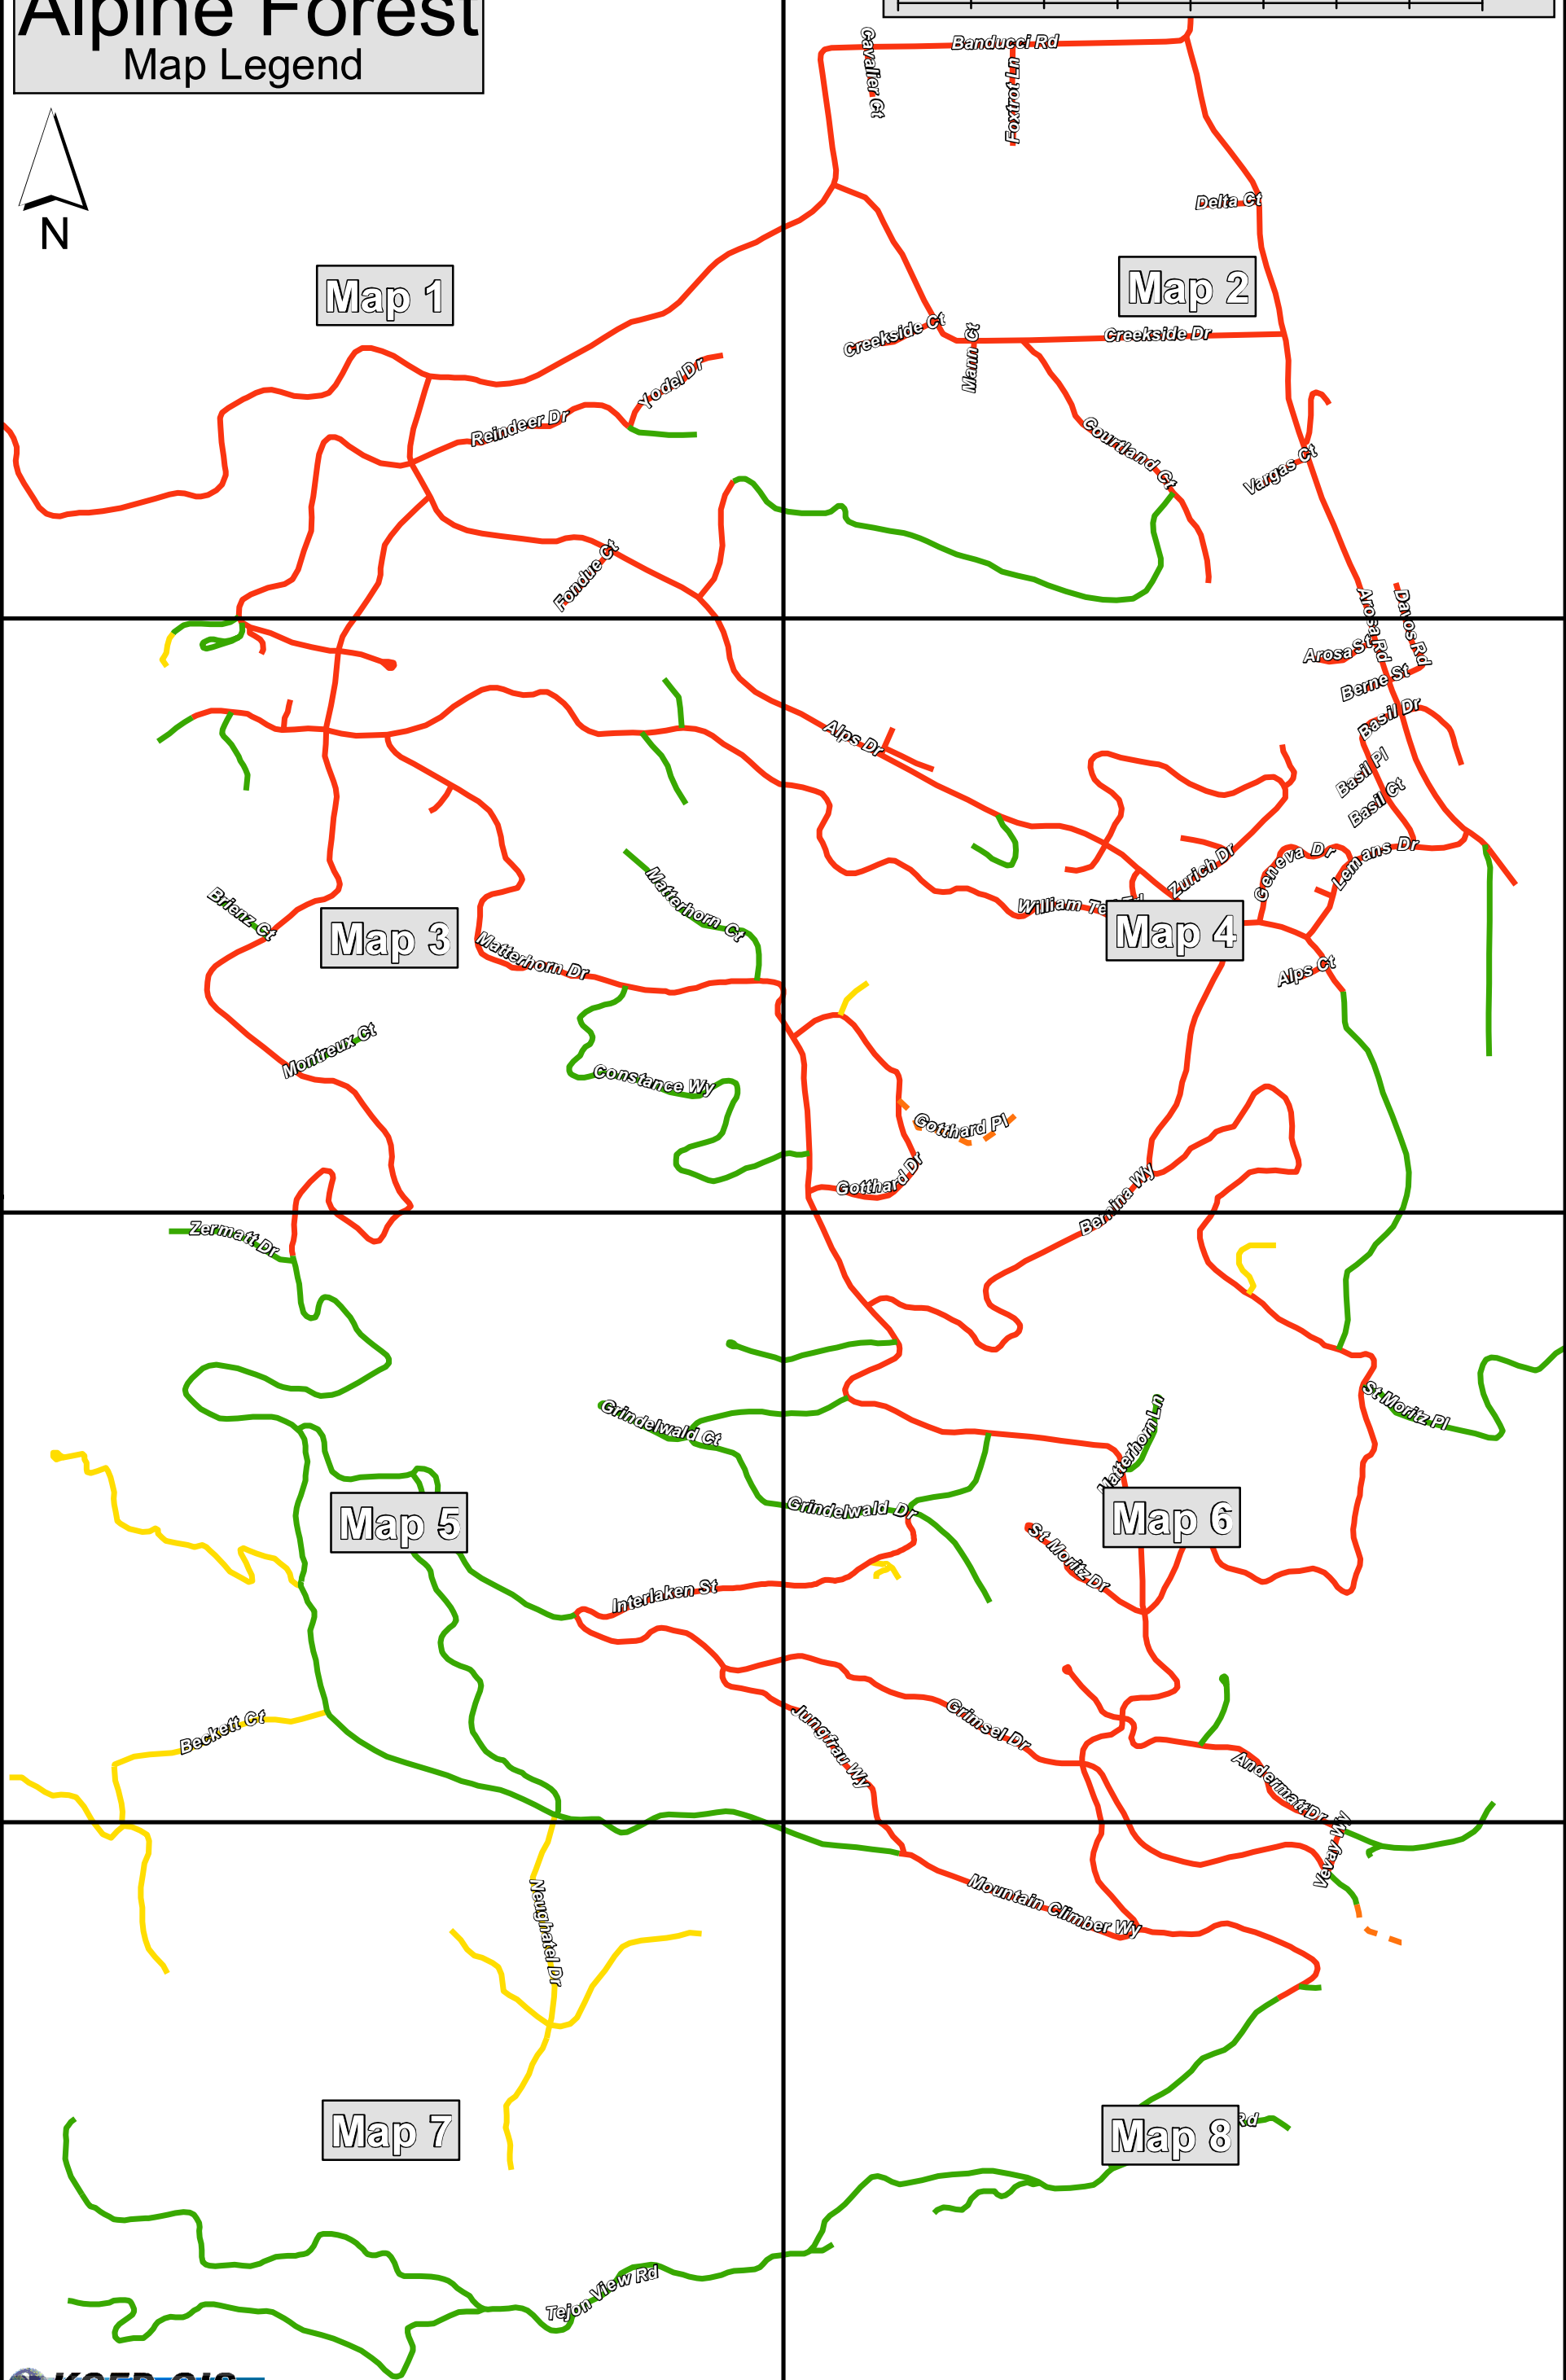 Alpine Forest
Map Legend
N
Banducci Rd
Cavalier Ct
Foxtrot Ln
Delta Ct
Map 1
Map 2
Creekside Ct
Mann Ct
Creekside Dr
Yodel Dr
Reindeer Dr
Courtland Ct
Vargas Ct
Fondue Ct
Arosa Rd
Davos Rd
Arosa St
Berne St
Basil Dr
Alps Dr
Basil Pl
Basil Ct
Zurich Dr
Geneva Dr
Lemans Dr
Matterhorn Ct
William Tell
Brienz Ct
Map 3
Map 4
Matterhorn Dr
Alps Ct
Montreux Ct
Constance Wy
Gotthard Pl
Gotthard Dr
Bernina Wy
Zermatt Dr
Grindelwald Ct
Matterhorn Ln
St Moritz Pl
Map 5
Grindelwald Dr
Map 6
St Moritz Dr
Interlaken St
Beckett Ct
Jungfrau Wy
Grimsel Dr
Andermatt Dr
Vevay Wy
Neughatel Dr
Mountain Climber Wy
Map 7
Map 8
Rd
Tejon View Rd